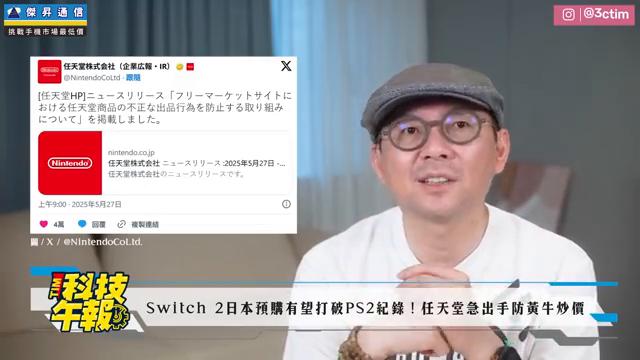 傑昇通信
挑戰手機市場最低價
@3ctim
任天堂株式会社（企業広報・IR）
@NintendoCoLtd · 跟隨
[任天堂HP]ニュースリリース「フリーマーケットサイトに
おける任天堂商品の不正な出品行為を防止する取り組み
について」を掲載しました。
Nintendo
nintendo.co.jp
任天堂株式会社 ニュースリリース :2025年5月27日 -...
任天堂株式会社のニュースリリースです。
上午9:00 · 2025年5月27日
4萬 回覆 複製連結
圖 / X / @NintendoCoLtd.
科技
午報
Switch 2日本預購有望打破PS2紀錄！任天堂急出手防黃牛炒價